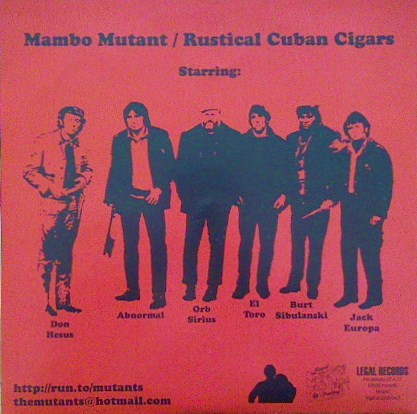 Mambo Mutant / Rustical Cuban Cigars
Starring:
Don
Hesus
Abnormal
Orb
Sirius
El
Toro
Burt
Sibulanski
Jack
Europa
http://run.to/mutants
themutants@hotmail.com
LEGAL RECORDS